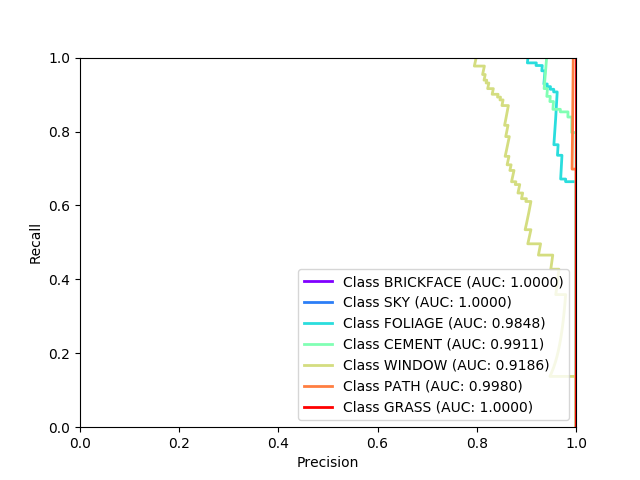 1.0
0.8
0.6
0.4
0.2
0.0
Recall
Class BRICKFACE (AUC: 1.0000)
Class SKY (AUC: 1.0000)
Class FOLIAGE (AUC: 0.9848)
Class CEMENT (AUC: 0.9911)
Class WINDOW (AUC: 0.9186)
Class PATH (AUC: 0.9980)
Class GRASS (AUC: 1.0000)
0.0 0.2 0.4 0.6 0.8 1.0
Precision